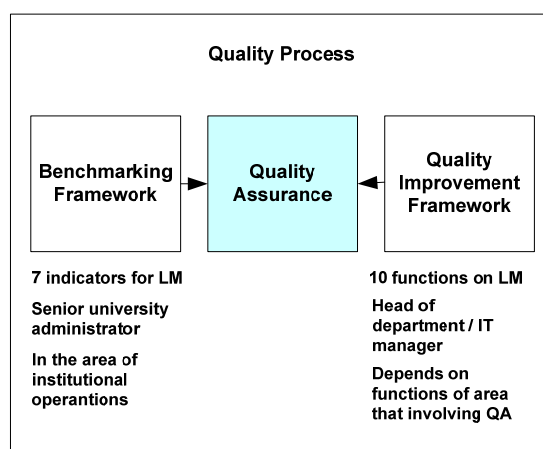 Quality Process
Benchmarking
Framework
Quality
Assurance
Quality
Improvement
Framework
7 indicators for LM
Senior university
administrator
In the area of
institutional
operantions
10 functions on LM
Head of
department / IT
manager
Depends on
functions of area
that involving QA